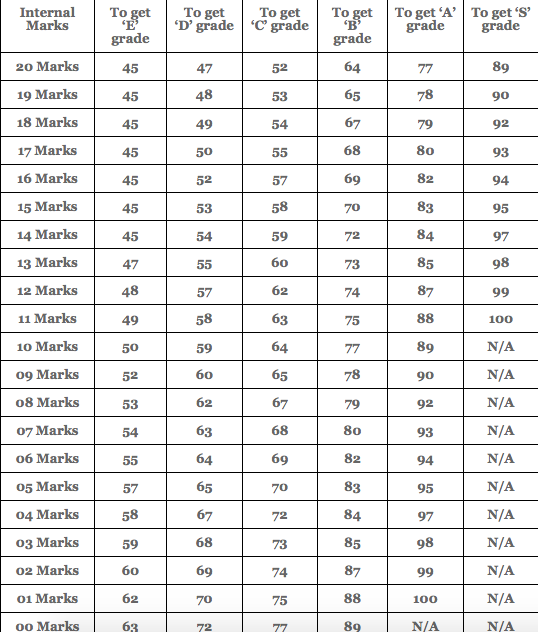 Internal Marks To get ‘E’ grade To get ‘D’ grade To get ‘C’ grade To get ‘B’ grade To get ‘A’ grade To get ‘S’ grade
20 Marks 45 47 52 64 77 89
19 Marks 45 48 53 65 78 90
18 Marks 45 49 54 67 79 92
17 Marks 45 50 55 68 80 93
16 Marks 45 52 57 69 82 94
15 Marks 45 53 58 70 83 95
14 Marks 45 54 59 72 84 97
13 Marks 47 55 60 73 85 98
12 Marks 48 57 62 74 87 99
11 Marks 49 58 63 75 88 100
10 Marks 50 59 64 77 89 N/A
09 Marks 52 60 65 78 90 N/A
08 Marks 53 62 67 79 92 N/A
07 Marks 54 63 68 80 93 N/A
06 Marks 55 64 69 82 94 N/A
05 Marks 57 65 70 83 95 N/A
04 Marks 58 67 72 84 97 N/A
03 Marks 59 68 73 85 98 N/A
02 Marks 60 69 74 87 99 N/A
01 Marks 62 70 75 88 100 N/A
00 Marks 63 72 77 89 N/A N/A